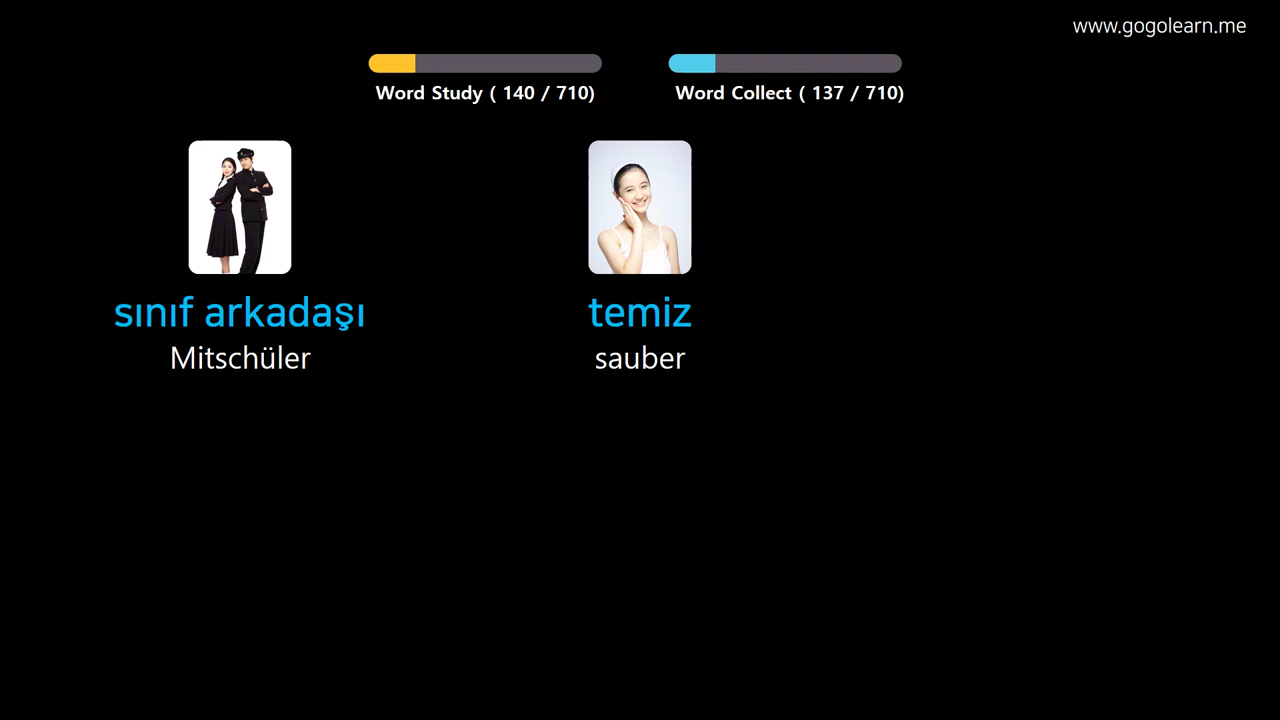 www.gogolearn.me
Word Study ( 140 / 710)
Word Collect ( 137 / 710)
sınıf arkadaşı
Mitschüler
temiz
sauber